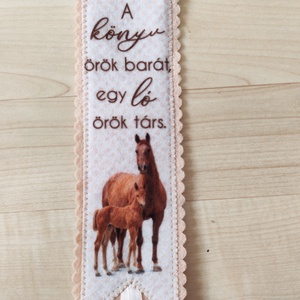 A
könyv
örök barát,
egy ló
örök társ.